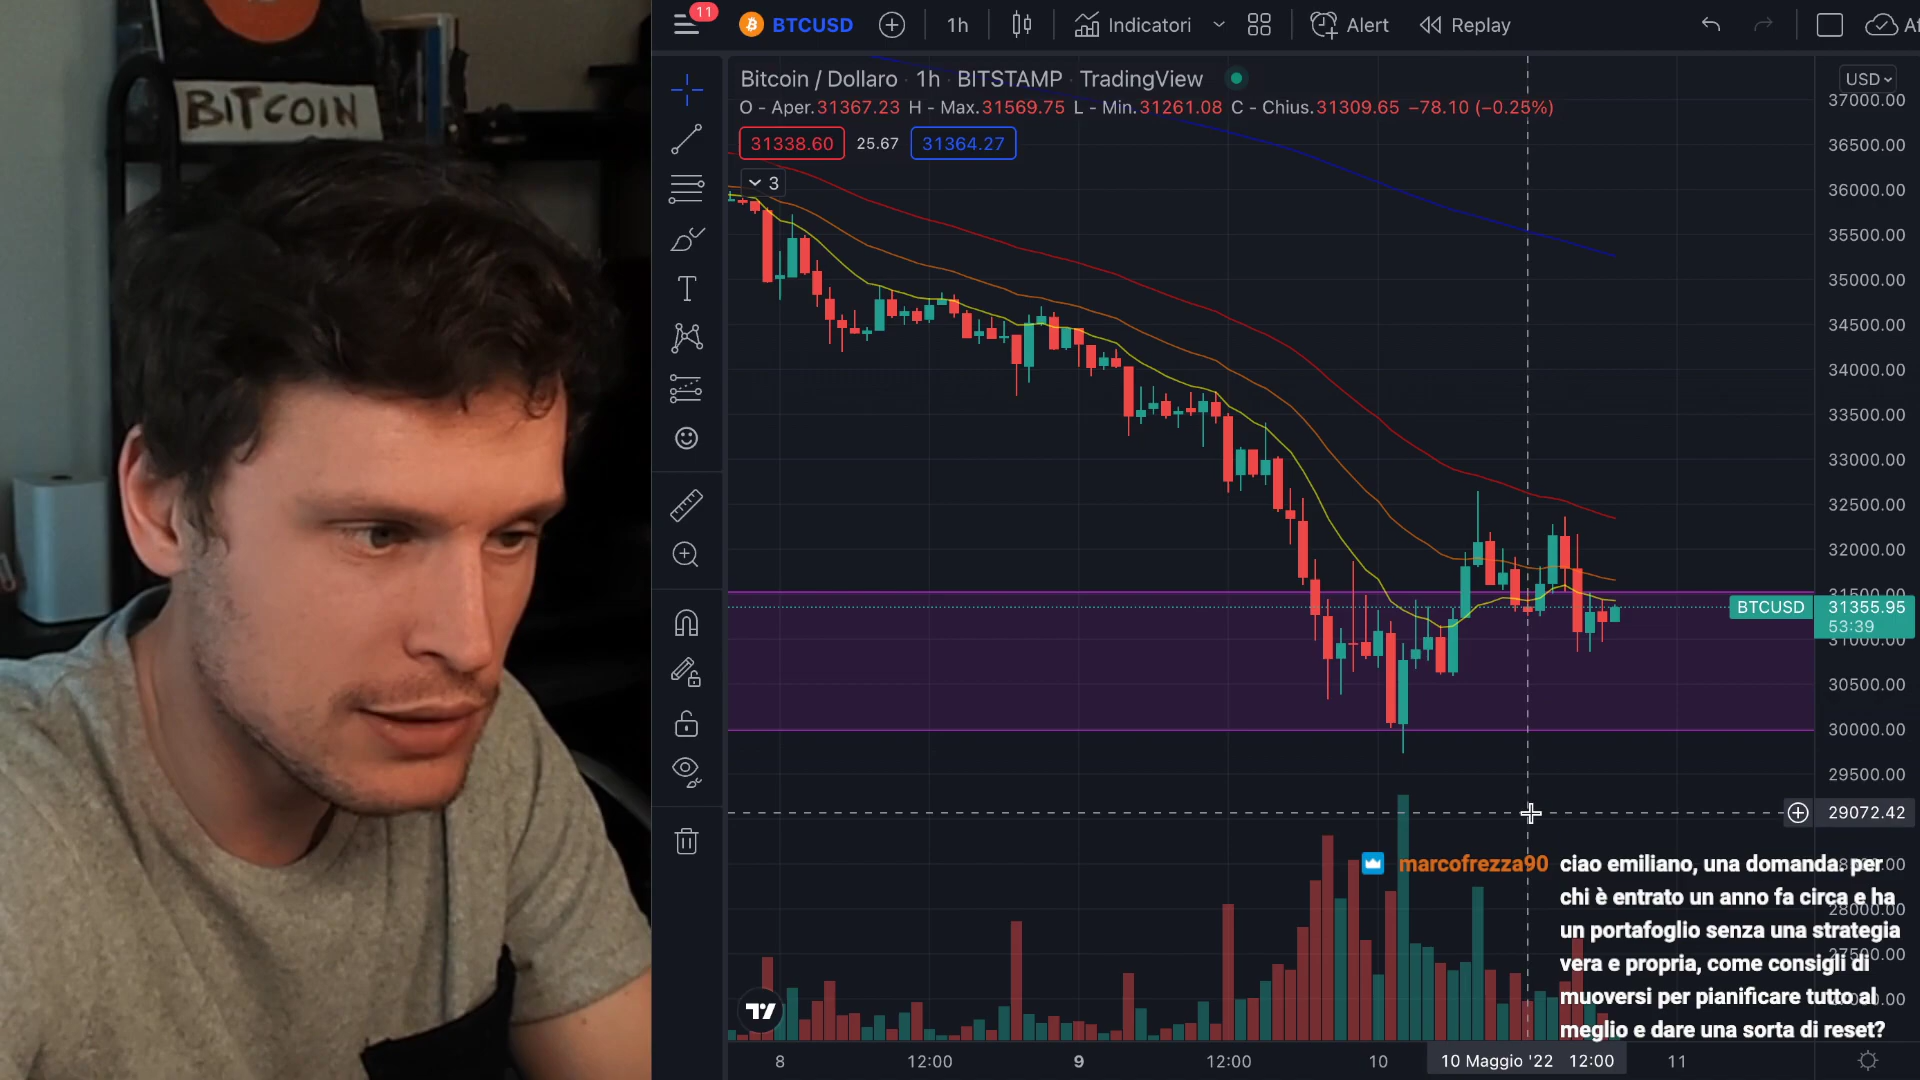 BITCOIN
11
BTCUSD
1h
Indicatori
Alert
Replay
Bitcoin / Dollaro · 1h · BITSTAMP · TradingView
USD
O - Aper.31367.23 H - Max.31569.75 L - Min.31261.08 C - Chius.31309.65 −78.10 (−0.25%)
31338.60
25.67
31364.27
3
37000.00
36500.00
36000.00
35500.00
35000.00
34500.00
34000.00
33500.00
33000.00
32500.00
32000.00
BTCUSD
31355.95
53:39
30500.00
30000.00
29500.00
29072.42
marcofrezza90 ciao emiliano, una domanda. per
chi è entrato un anno fa circa e ha
un portafoglio senza una strategia
vera e propria, come consigli di
muoversi per pianificare tutto al
meglio e dare una sorta di reset?
8
12:00
9
12:00
10
10 Maggio '22 12:00
11